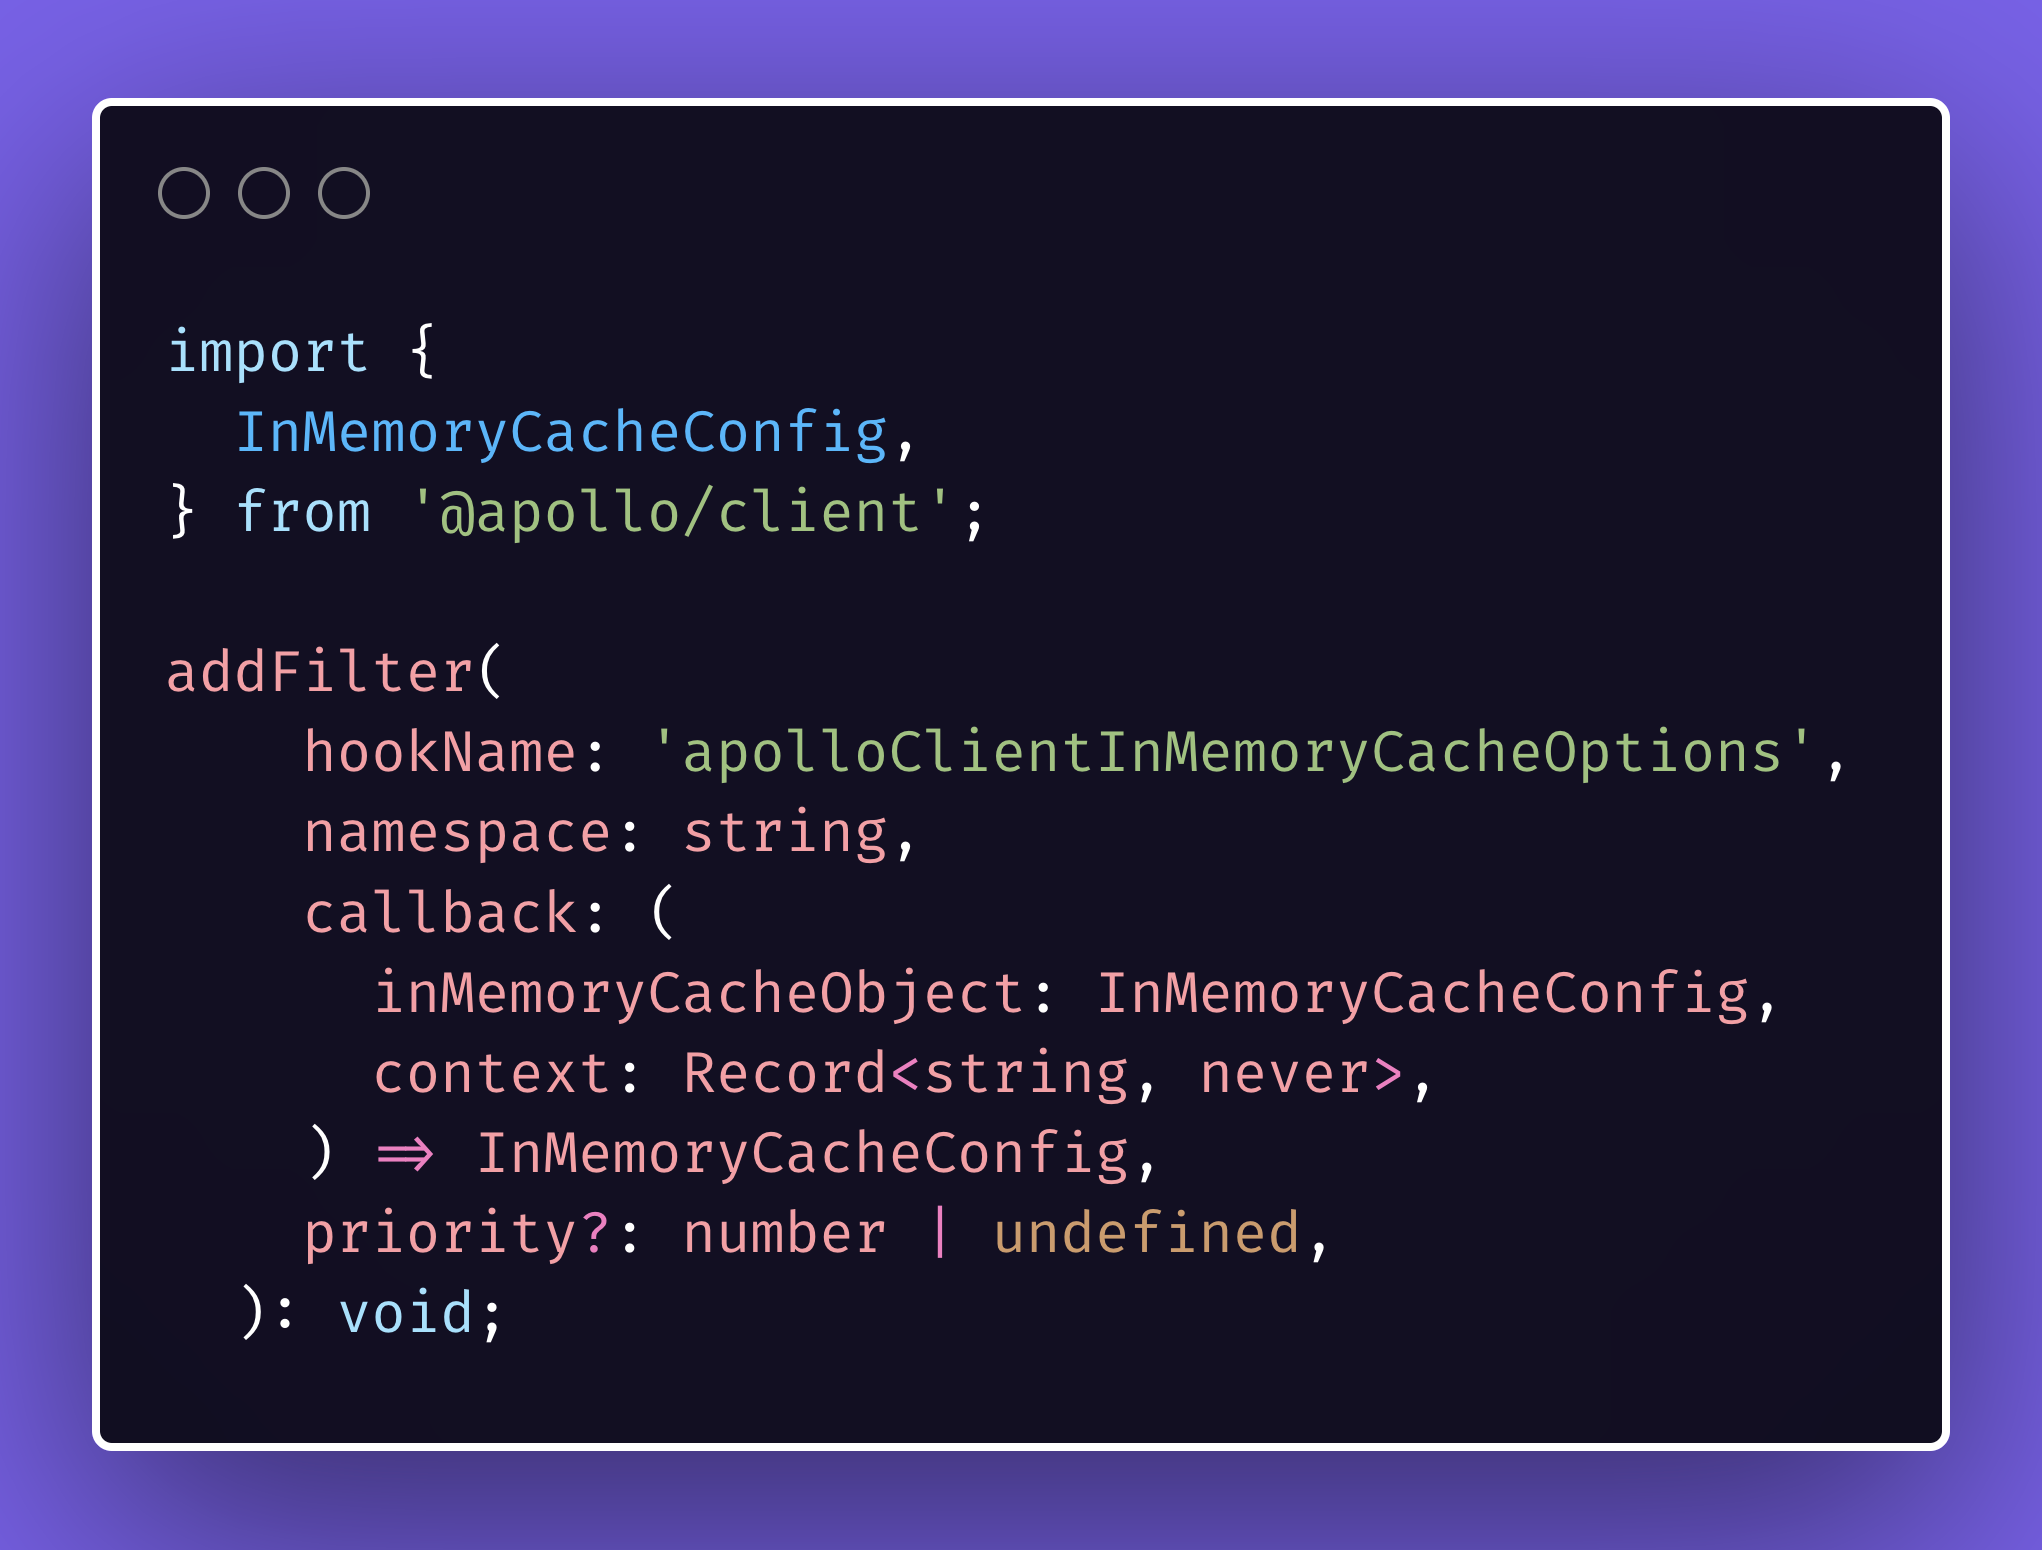 import {
  InMemoryCacheConfig,
} from '@apollo/client';

addFilter(
    hookName: 'apolloClientInMemoryCacheOptions',
    namespace: string,
    callback: (
      inMemoryCacheObject: InMemoryCacheConfig,
      context: Record<string, never>,
    ) => InMemoryCacheConfig,
    priority?: number | undefined,
  ): void;